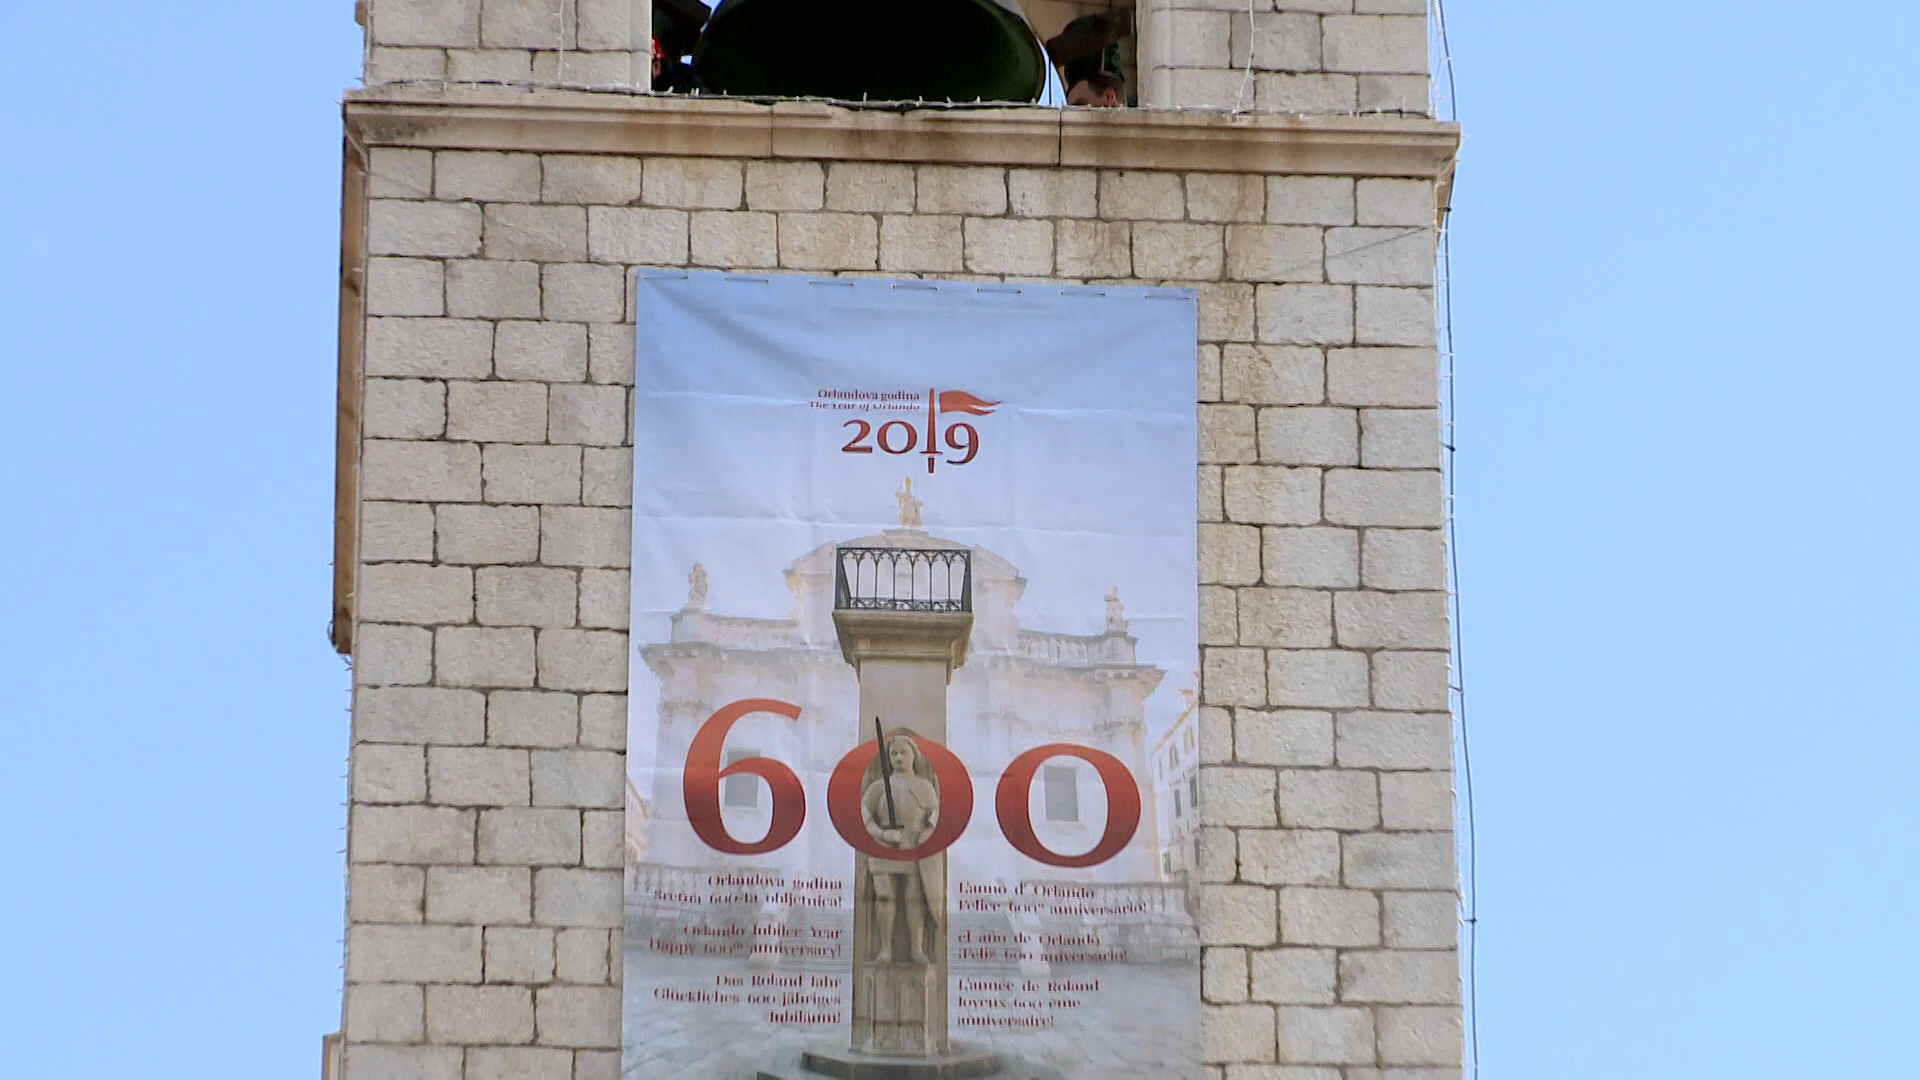 Orlandova godina
The Year of Orlando
2019
600
Orlandova godina
Sretna 600-ta obljetnica!
Orlando Jubilee Year
Happy 600th anniversary!
Das Roland Jahr
Glückliches 600 jähriges
Jubiläum!
L'anno d' Orlando
Felice 600° anniversario!
el año de Orlando
¡Feliz 600 aniversario!
L'année de Roland
Joyeux 600 ème
anniversaire!